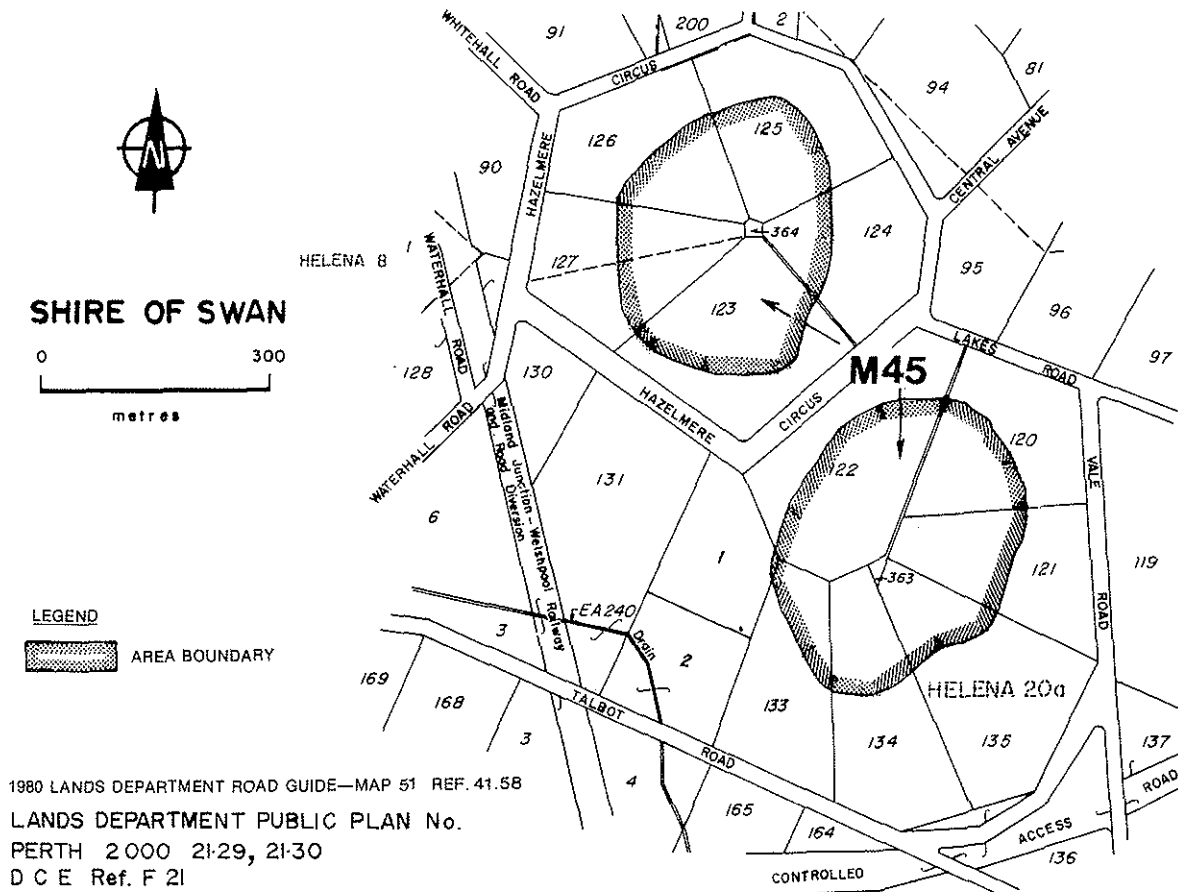 WHITEHALL ROAD
91
200
2
CIRCUS
94
81
CENTRAL AVENUE
N
126
125
90
HAZELMERE
364
124
HELENA 8
1
WATERHALL ROAD
127
95
123
96
SHIRE OF SWAN
0 300
metres
LAKES ROAD
97
128
130
M45
HAZELMERE
CIRCUS
WATERHALL ROAD
Midland Junction - Welshpool Railway
and Road Diversion
120
122
VALE ROAD
131
6
1
119
121
363
LEGEND
AREA BOUNDARY
EA240
3
Drain
2
169
168
3
TALBOT ROAD
133
HELENA 20a
134
135
137
4
165
164
CONTROLLED ACCESS ROAD
136
1980 LANDS DEPARTMENT ROAD GUIDE—MAP 51 REF. 41.58
LANDS DEPARTMENT PUBLIC PLAN No.
PERTH 2000 21·29, 21·30
D C E Ref. F 21